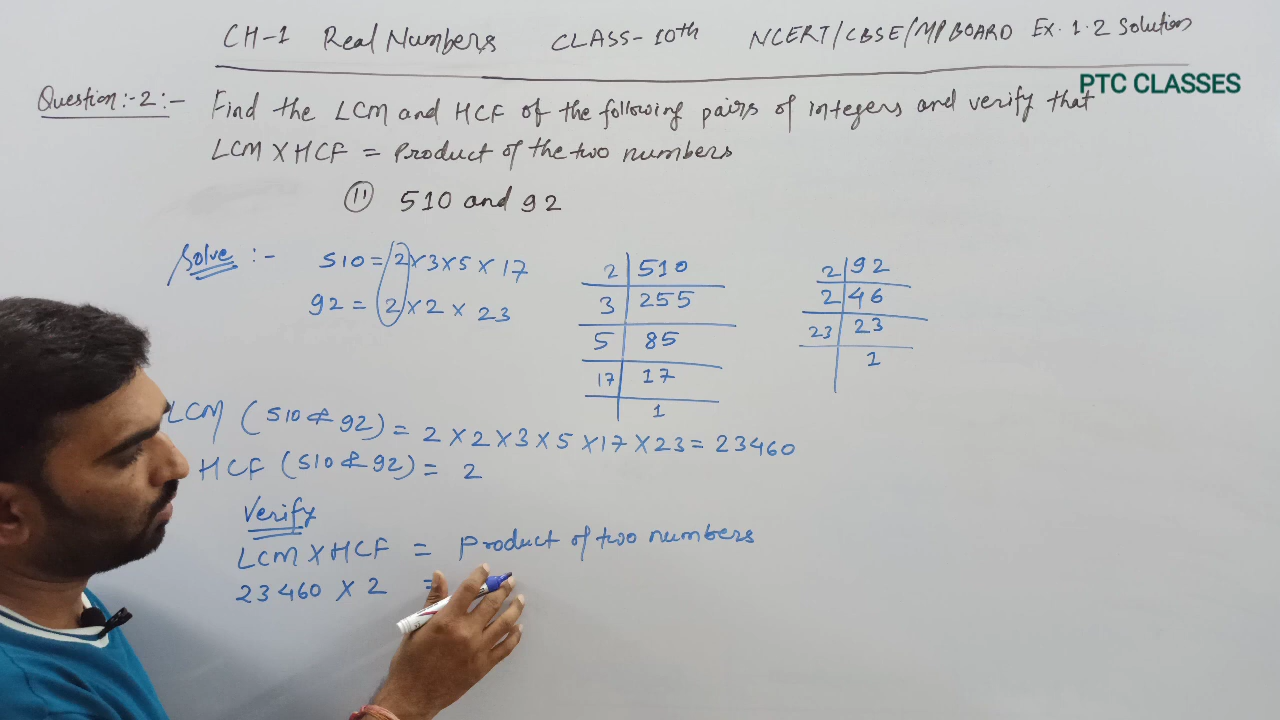 CH-1 Real Numbers CLASS-10th NCERT/CBSE/MPBOARD Ex. 1.2 Solution
PTC CLASSES
Question:-2:- Find the LCM and HCF of the following pairs of integers and verify that
LCM X HCF = Product of the two numbers
(ii) 510 and 92
Solve :-
510 = 2×3×5×17
92 = 2×2×23
2 | 510
3 | 255
5 | 85
17 | 17
1
2 | 92
2 | 46
23 | 23
1
LCM (510 & 92) = 2 × 2 × 3 × 5 × 17 × 23 = 23460
HCF (510 & 92) = 2
Verify
LCM X HCF = Product of two numbers
23460 × 2 =